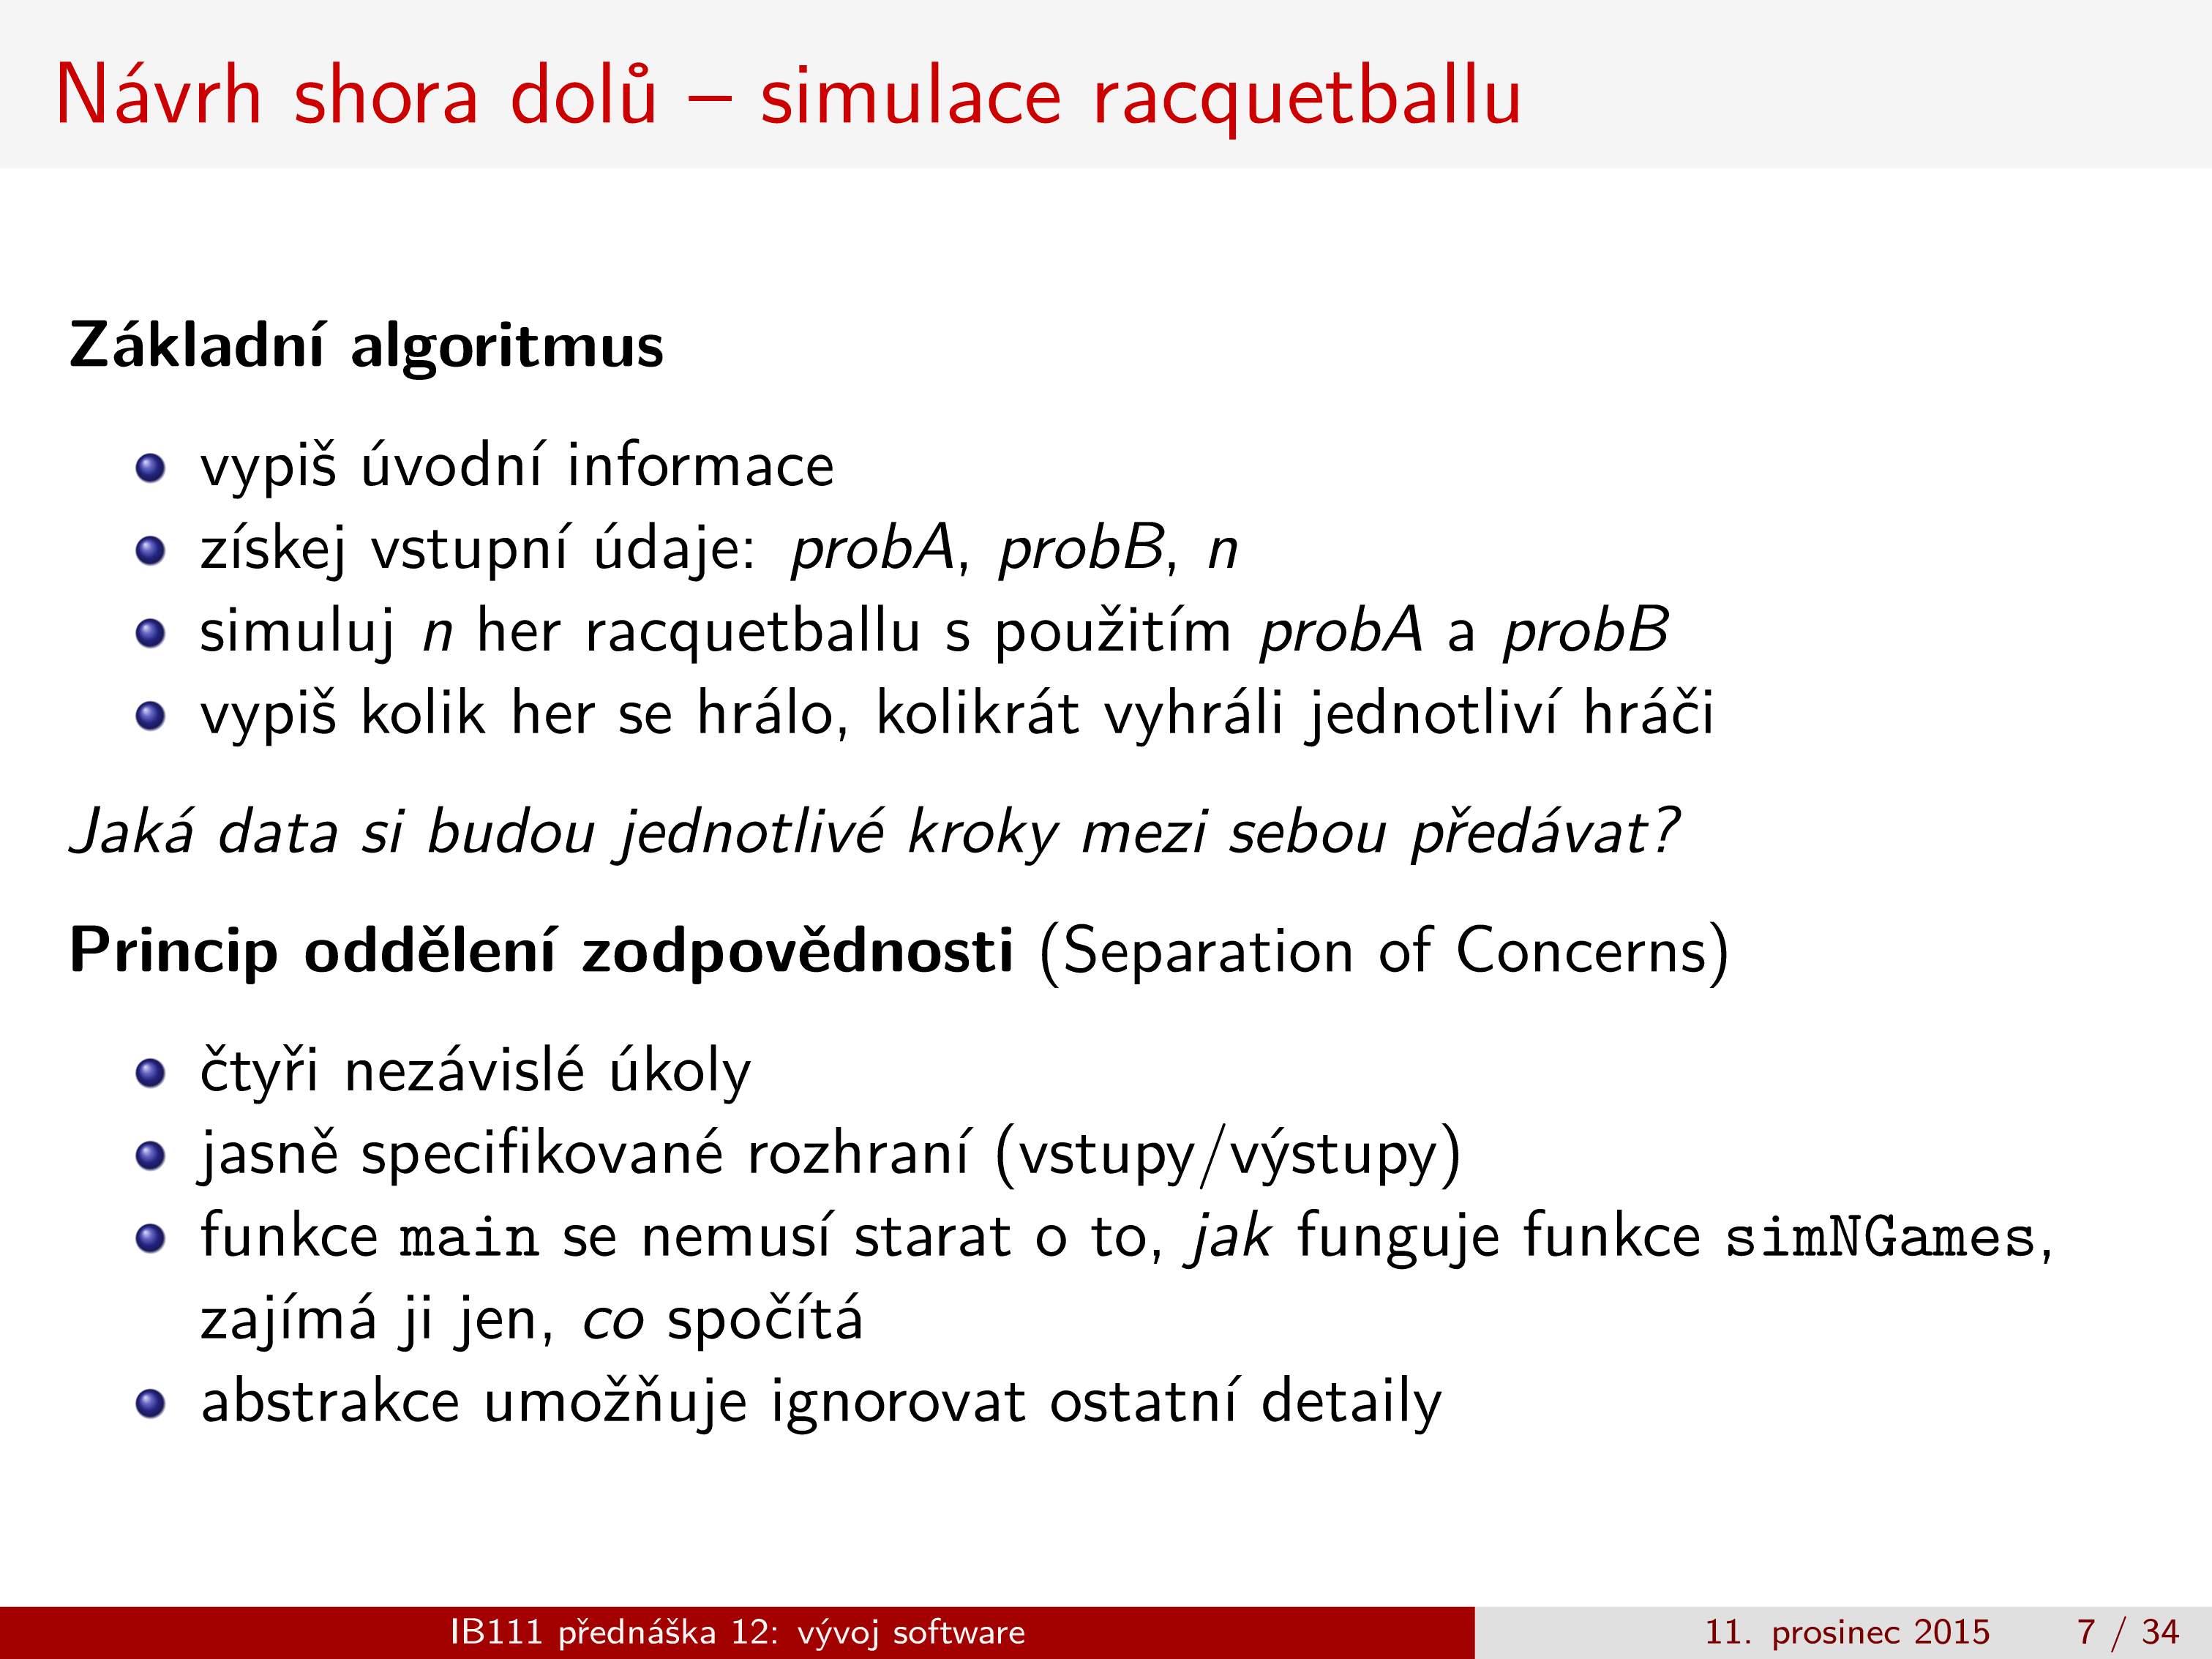 Návrh shora dolů – simulace racquetballu
Základní algoritmus
vypiš úvodní informace
získej vstupní údaje: probA, probB, n
simuluj n her racquetballu s použitím probA a probB
vypiš kolik her se hrálo, kolikrát vyhráli jednotliví hráči
Jaká data si budou jednotlivé kroky mezi sebou předávat?
Princip oddělení zodpovědnosti (Separation of Concerns)
čtyři nezávislé úkoly
jasně specifikované rozhraní (vstupy/výstupy)
funkce main se nemusí starat o to, jak funguje funkce simNGames,
zajímá ji jen, co spočítá
abstrakce umožňuje ignorovat ostatní detaily
IB111 přednáška 12: vývoj software
11. prosinec 2015 7 / 34